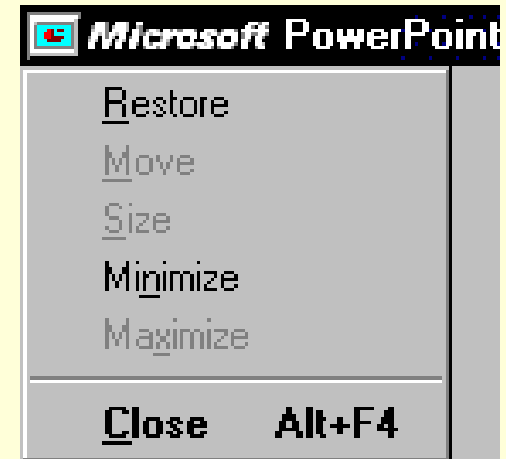 Microsoft PowerPoint
Restore
Move
Size
Minimize
Maximize
Close Alt+F4